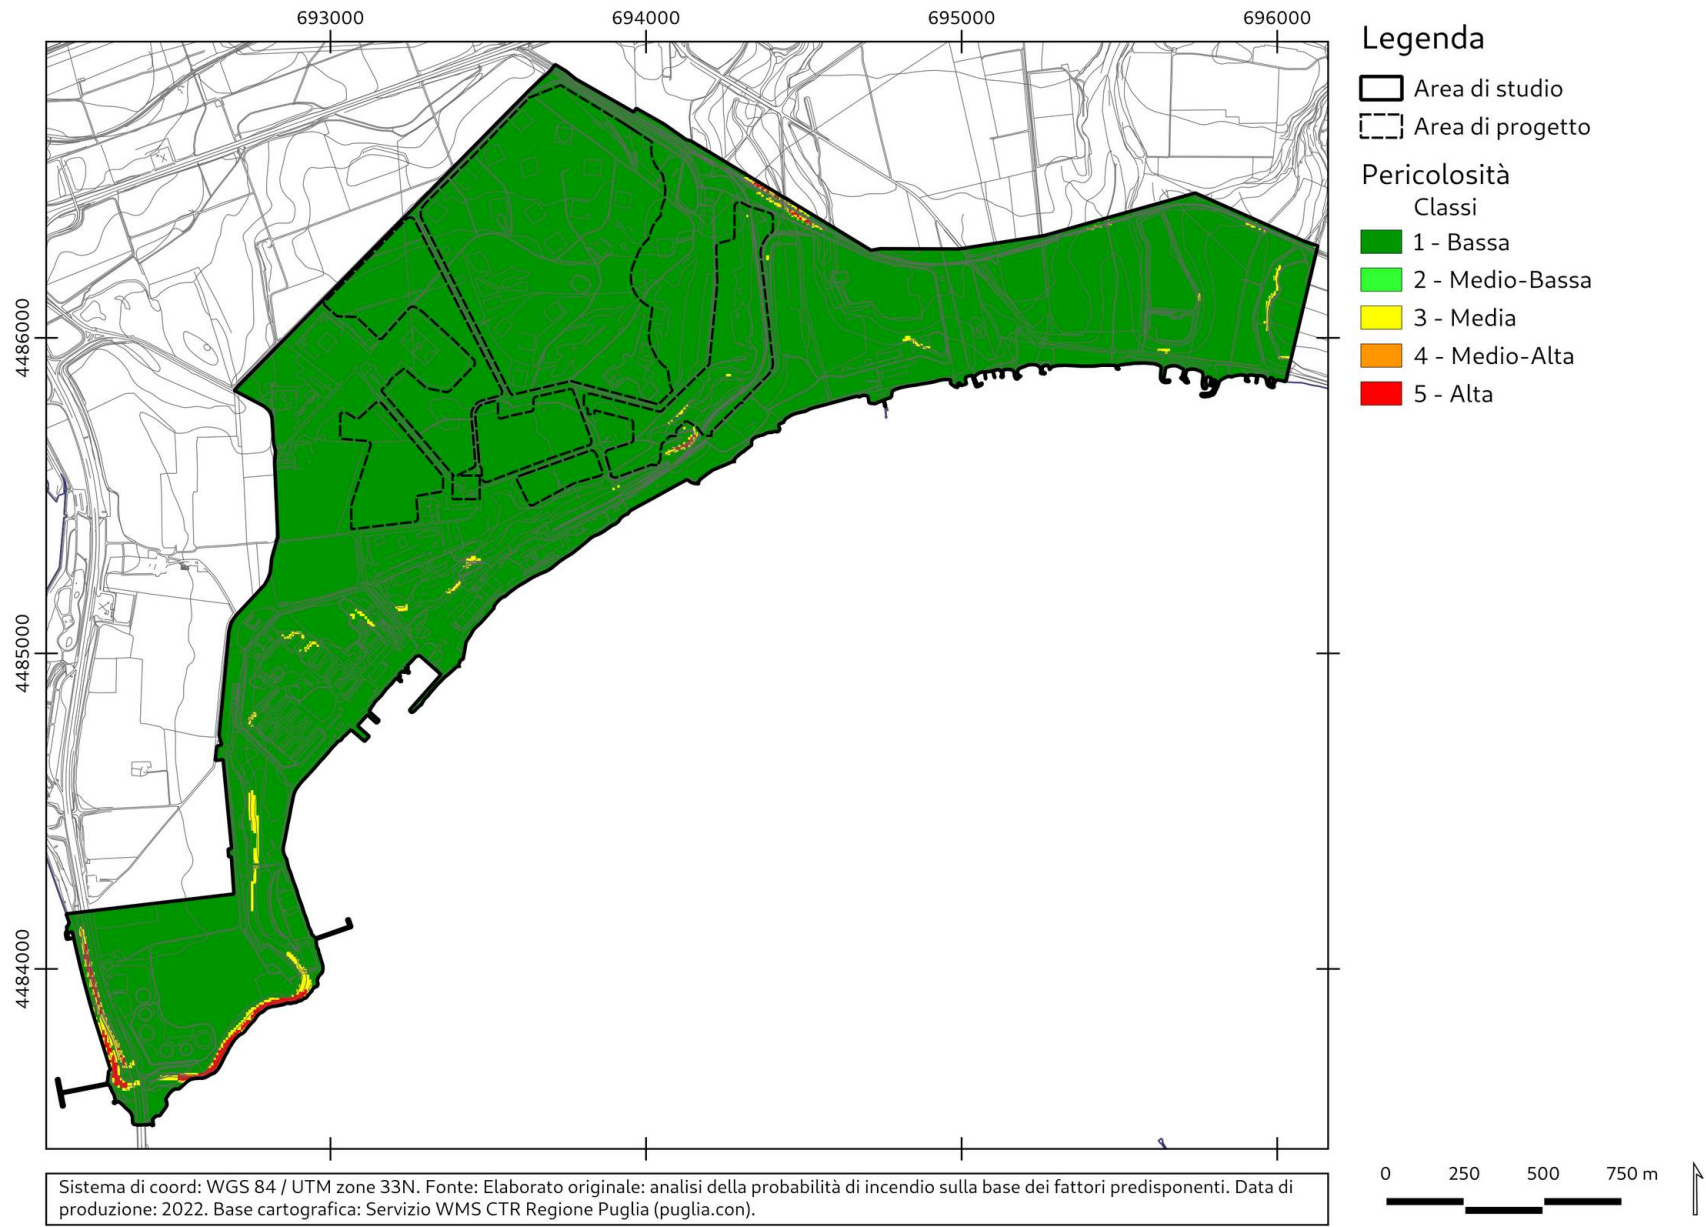 693000
694000
695000
696000
4486000
4485000
4484000
Legenda
Area di studio
Area di progetto
Pericolosità
Classi
1 - Bassa
2 - Medio-Bassa
3 - Media
4 - Medio-Alta
5 - Alta
0 250 500 750 m
Sistema di coord: WGS 84 / UTM zone 33N. Fonte: Elaborato originale: analisi della probabilità di incendio sulla base dei fattori predisponenti. Data di
produzione: 2022. Base cartografica: Servizio WMS CTR Regione Puglia (puglia.con).